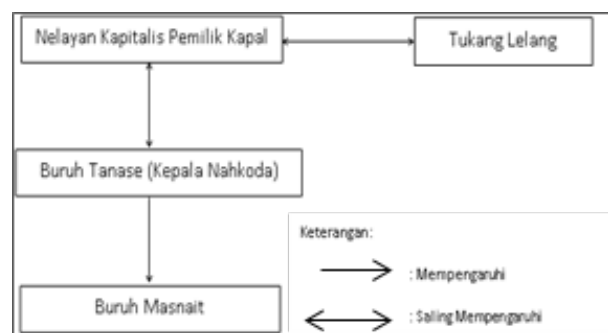 Nelayan Kapitalis Pemilik Kapal
Tukang Lelang
Buruh Tanase (Kepala Nahkoda)
Buruh Masnait
Keterangan:
: Mempengaruhi
: Saling Mempengaruhi